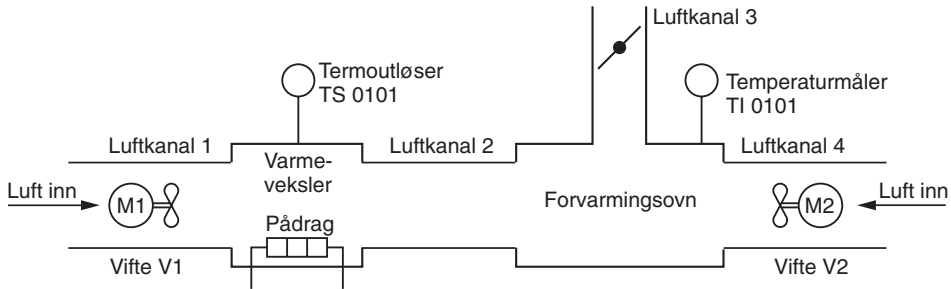 Luftkanal 3
Termoutløser
TS 0101
Temperaturmåler
TI 0101
Luftkanal 1
Luftkanal 2
Luftkanal 4
Varme-
veksler
Luft inn
M1
Forvarmingsovn
M2
Luft inn
Pådrag
Vifte V1
Vifte V2